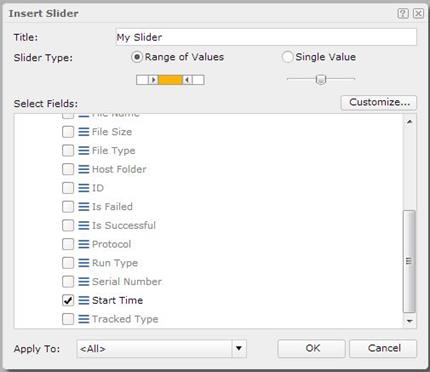 Insert Slider
Title: My Slider
Slider Type: Range of Values Single Value
Select Fields: Customize...
File Name
File Size
File Type
Host Folder
ID
Is Failed
Is Successful
Protocol
Run Type
Serial Number
Start Time
Tracked Type
Apply To: <All> OK Cancel